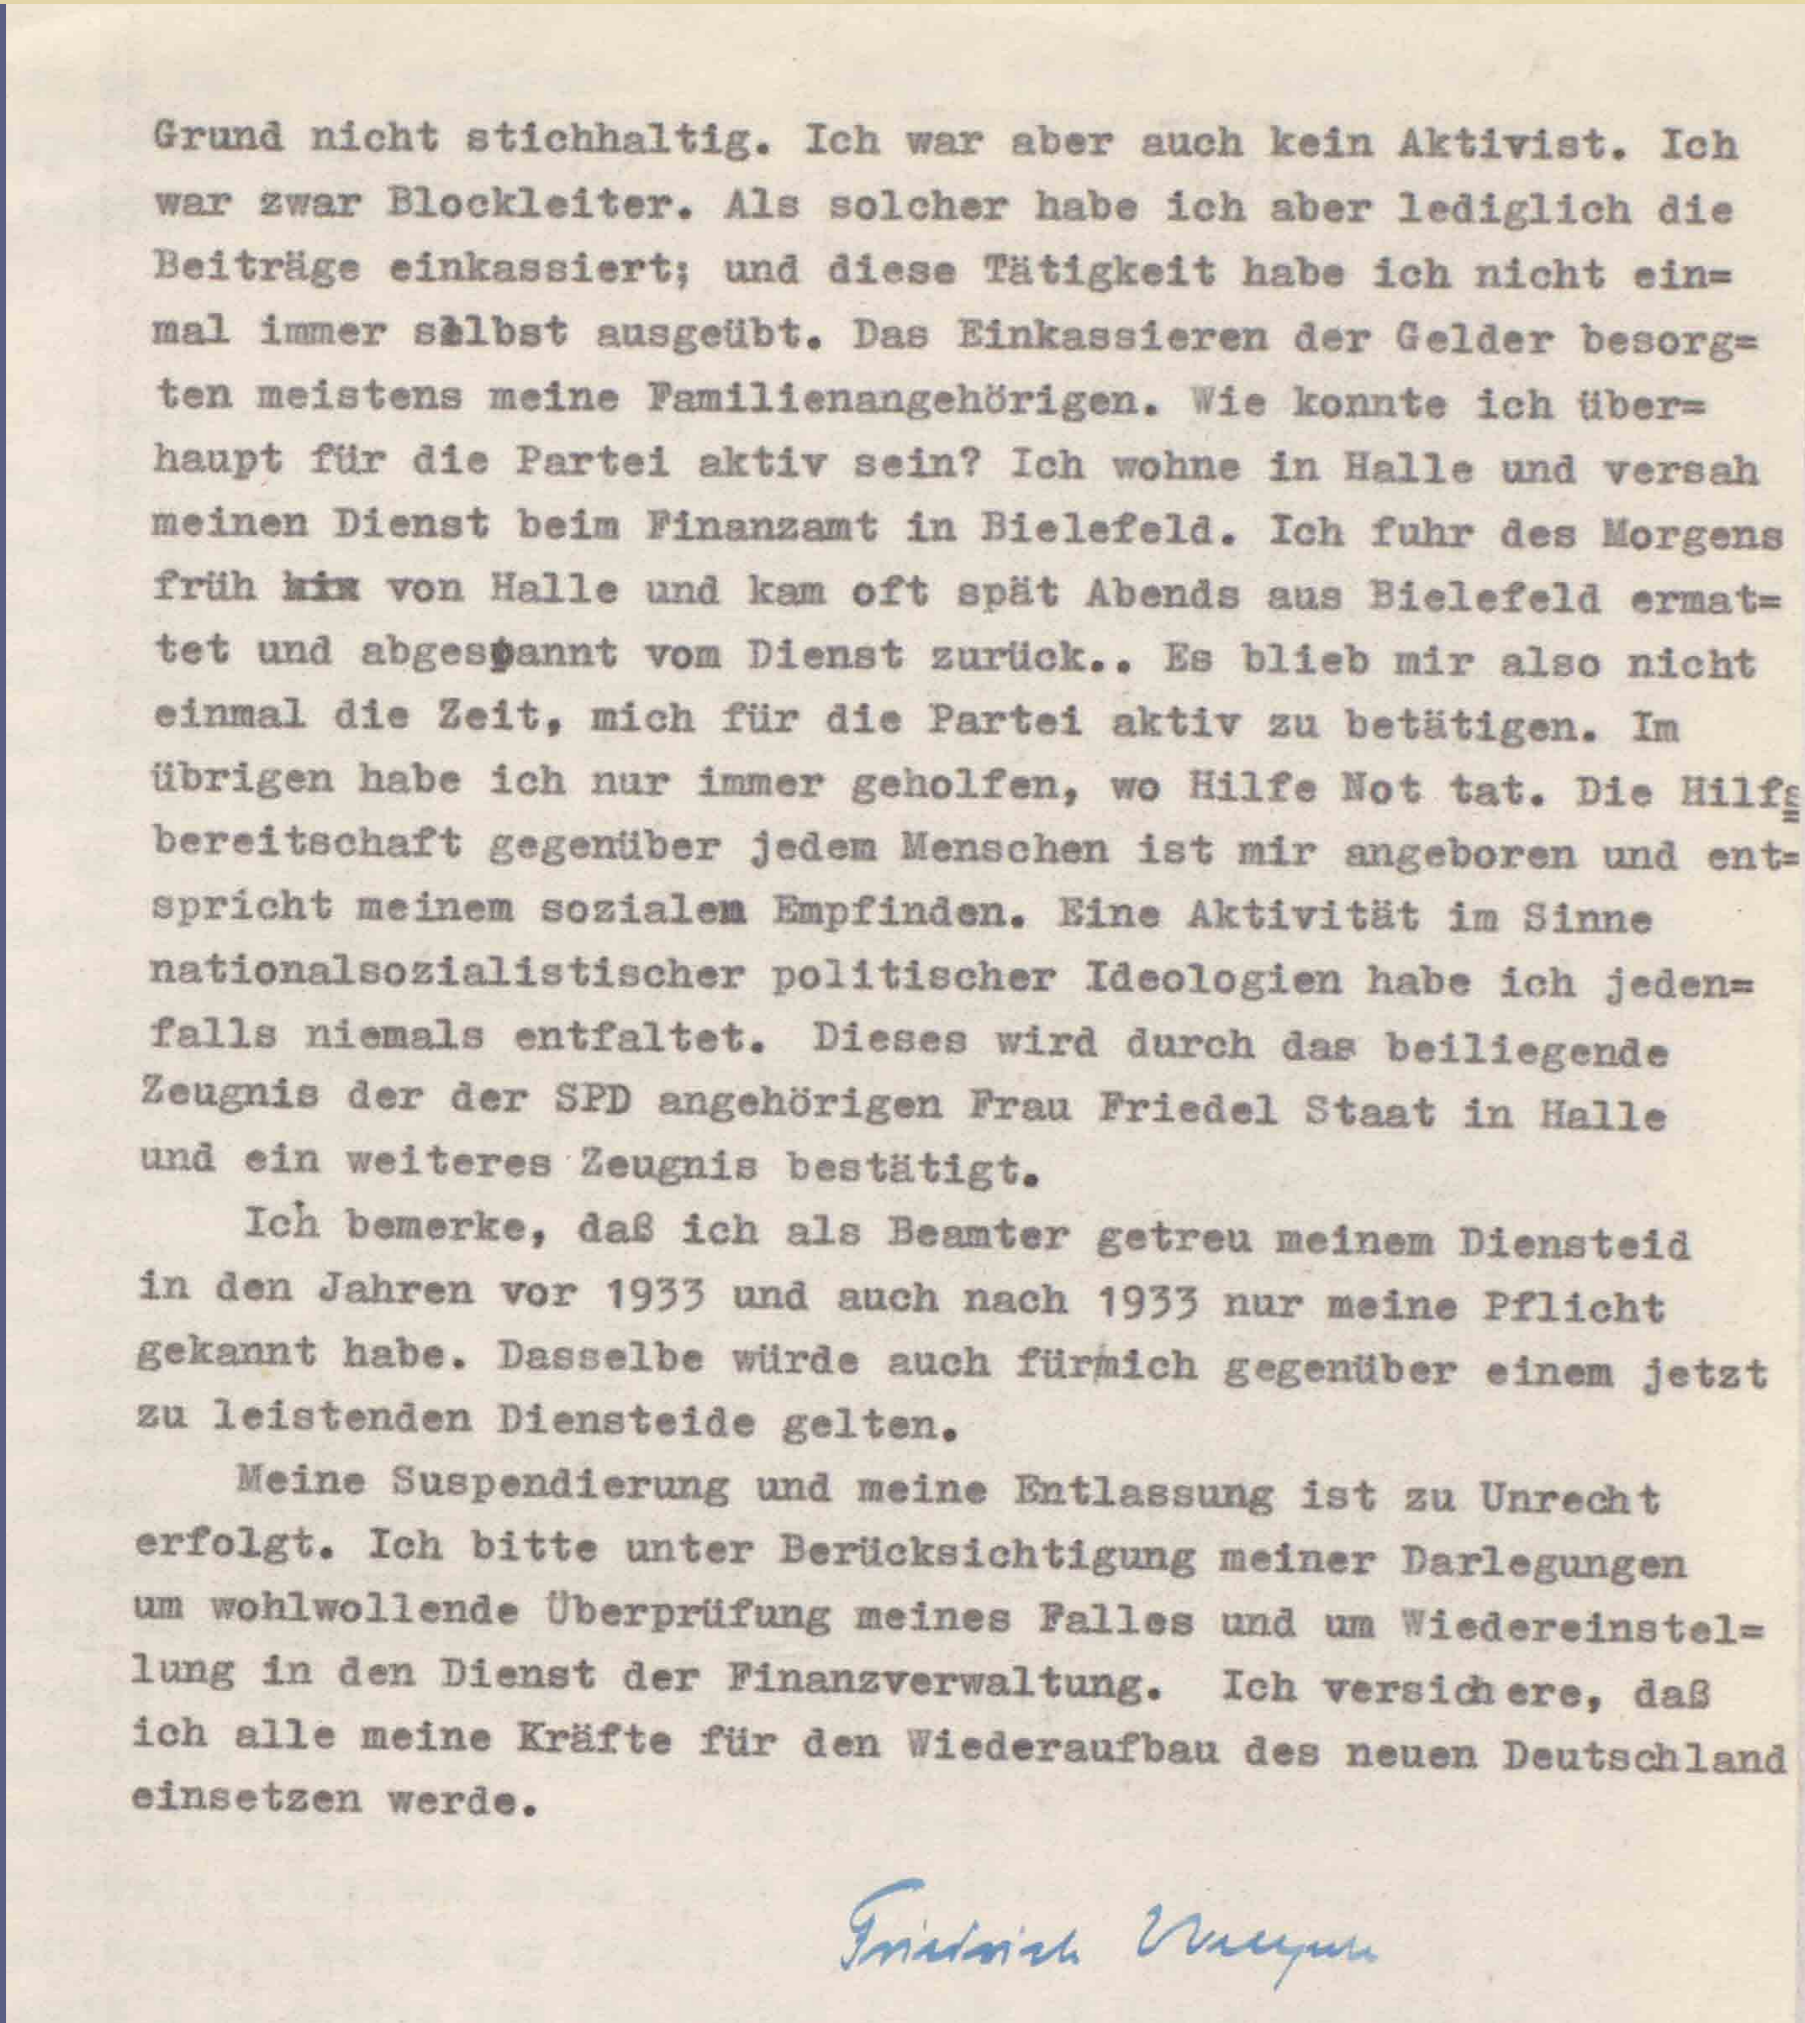 Grund nicht stichhaltig. Ich war aber auch kein Aktivist. Ich
war zwar Blockleiter. Als solcher habe ich aber lediglich die
Beiträge einkassiert; und diese Tätigkeit habe ich nicht ein=
mal immer selbst ausgeübt. Das Einkassieren der Gelder besorg=
ten meistens meine Familienangehörigen. Wie konnte ich über=
haupt für die Partei aktiv sein? Ich wohne in Halle und versah
meinen Dienst beim Finanzamt in Bielefeld. Ich fuhr des Morgens
früh von Halle und kam oft spät Abends aus Bielefeld ermat=
tet und abgespannt vom Dienst zurück.. Es blieb mir also nicht
einmal die Zeit, mich für die Partei aktiv zu betätigen. Im
übrigen habe ich nur immer geholfen, wo Hilfe Not tat. Die Hilfs=
bereitschaft gegenüber jedem Menschen ist mir angeboren und ent=
spricht meinem sozialen Empfinden. Eine Aktivität im Sinne
nationalsozialistischer politischer Ideologien habe ich jeden=
falls niemals entfaltet. Dieses wird durch das beiliegende
Zeugnis der der SPD angehörigen Frau Friedel Staat in Halle
und ein weiteres Zeugnis bestätigt.
Ich bemerke, daß ich als Beamter getreu meinem Diensteid
in den Jahren vor 1933 und auch nach 1933 nur meine Pflicht
gekannt habe. Dasselbe würde auch für/mich gegenüber einem jetzt
zu leistenden Diensteide gelten.
Meine Suspendierung und meine Entlassung ist zu Unrecht
erfolgt. Ich bitte unter Berücksichtigung meiner Darlegungen
um wohlwollende Überprüfung meines Falles und um Wiedereinstel=
lung in den Dienst der Finanzverwaltung. Ich versichere, daß
ich alle meine Kräfte für den Wiederaufbau des neuen Deutschland
einsetzen werde.
Friedrich